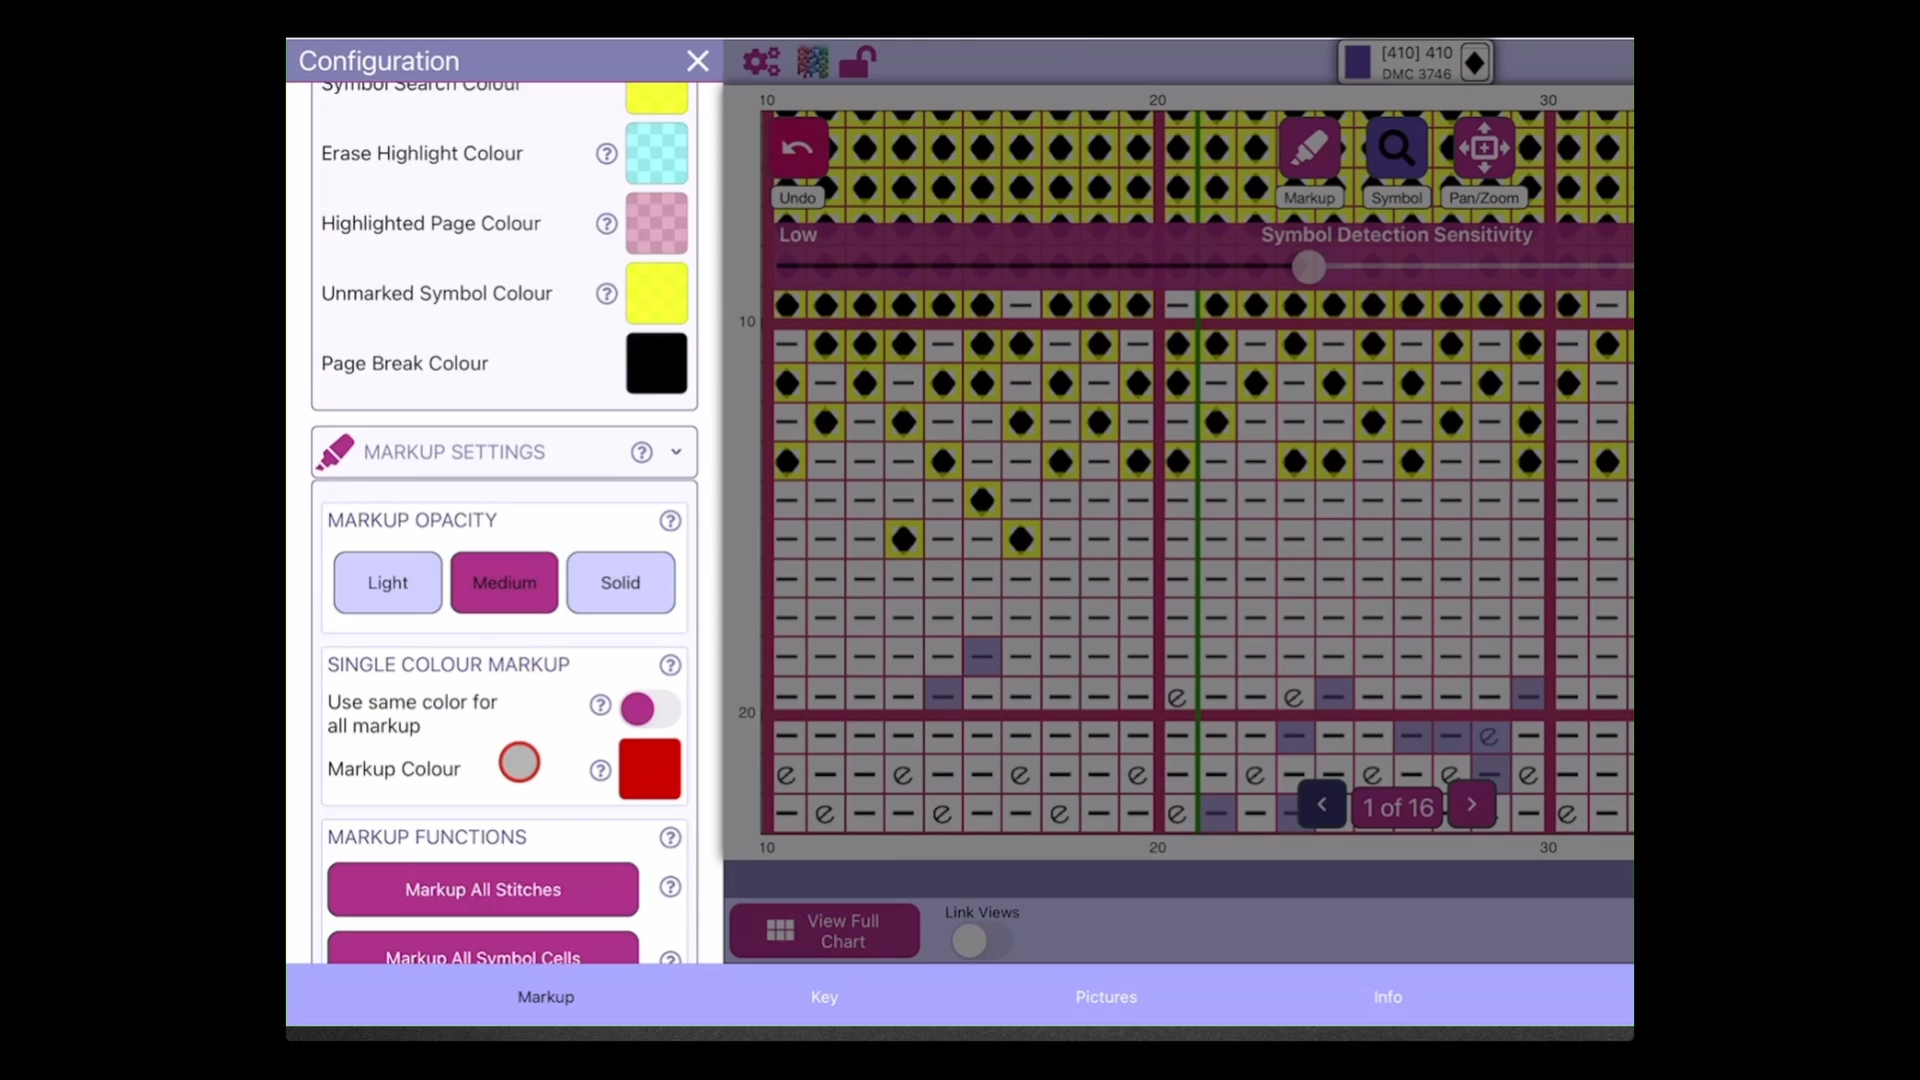 Configuration
[410] 410
DMC 3746
Symbol Search Colour
Erase Highlight Colour
Highlighted Page Colour
Unmarked Symbol Colour
Page Break Colour
MARKUP SETTINGS
MARKUP OPACITY
Light
Medium
Solid
SINGLE COLOUR MARKUP
Use same color for
all markup
Markup Colour
MARKUP FUNCTIONS
Markup All Stitches
Markup All Symbol Cells
10
20
30
Undo
Markup
Symbol
Pan/Zoom
Low
Symbol Detection Sensitivity
10
20
1 of 16
10
20
30
View Full
Chart
Link Views
Markup
Key
Pictures
Info